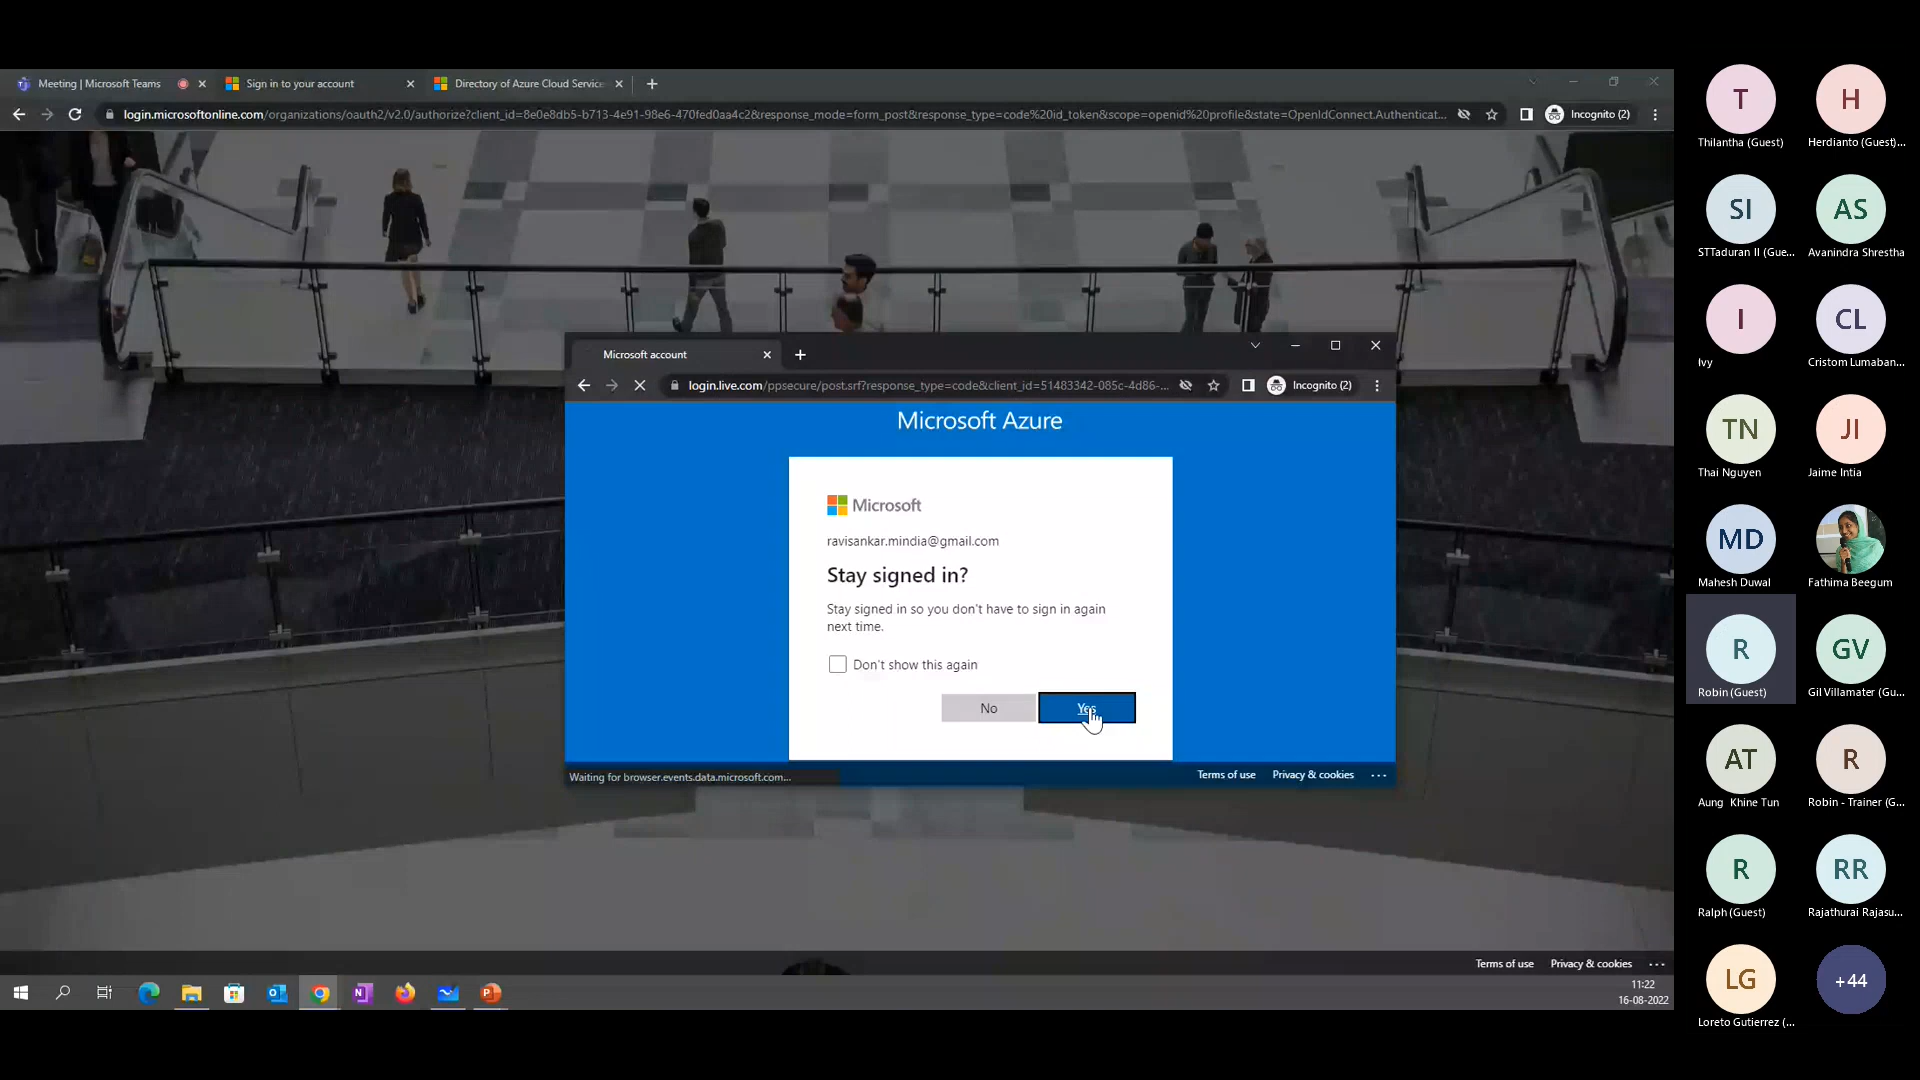 Meeting | Microsoft Teams
Sign in to your account
Directory of Azure Cloud Service
login.microsoftonline.com/organizations/oauth2/v2.0/authorize?client_id=8e0e8db5-b713-4e91-98e6-470fed0aa4c2&response_mode=form_post&response_type=code%20id_token&scope=openid%20profile&state=OpenIdConnect.Authenticat...
Incognito (2)
Microsoft account
login.live.com/ppsecure/post.srf?response_type=code&client_id=51483342-085c-4d86-...
Incognito (2)
Microsoft Azure
Microsoft
ravisankar.mindia@gmail.com
Stay signed in?
Stay signed in so you don't have to sign in again
next time.
Don't show this again
No
Yes
Waiting for browser.events.data.microsoft.com...
Terms of use
Privacy & cookies
Terms of use
Privacy & cookies
11:22
16-08-2022
T
Thilantha (Guest)
H
Herdianto (Guest)...
SI
STTaduran II (Gue...
AS
Avanindra Shrestha
I
Ivy
CL
Cristom Lumaban...
TN
Thai Nguyen
JI
Jaime Intia
MD
Mahesh Duwal
Fathima Beegum
R
Robin (Guest)
GV
Gil Villamater (Gu...
AT
Aung Khine Tun
R
Robin - Trainer (G...
R
Ralph (Guest)
RR
Rajathurai Rajasu...
LG
Loreto Gutierrez (...
+44